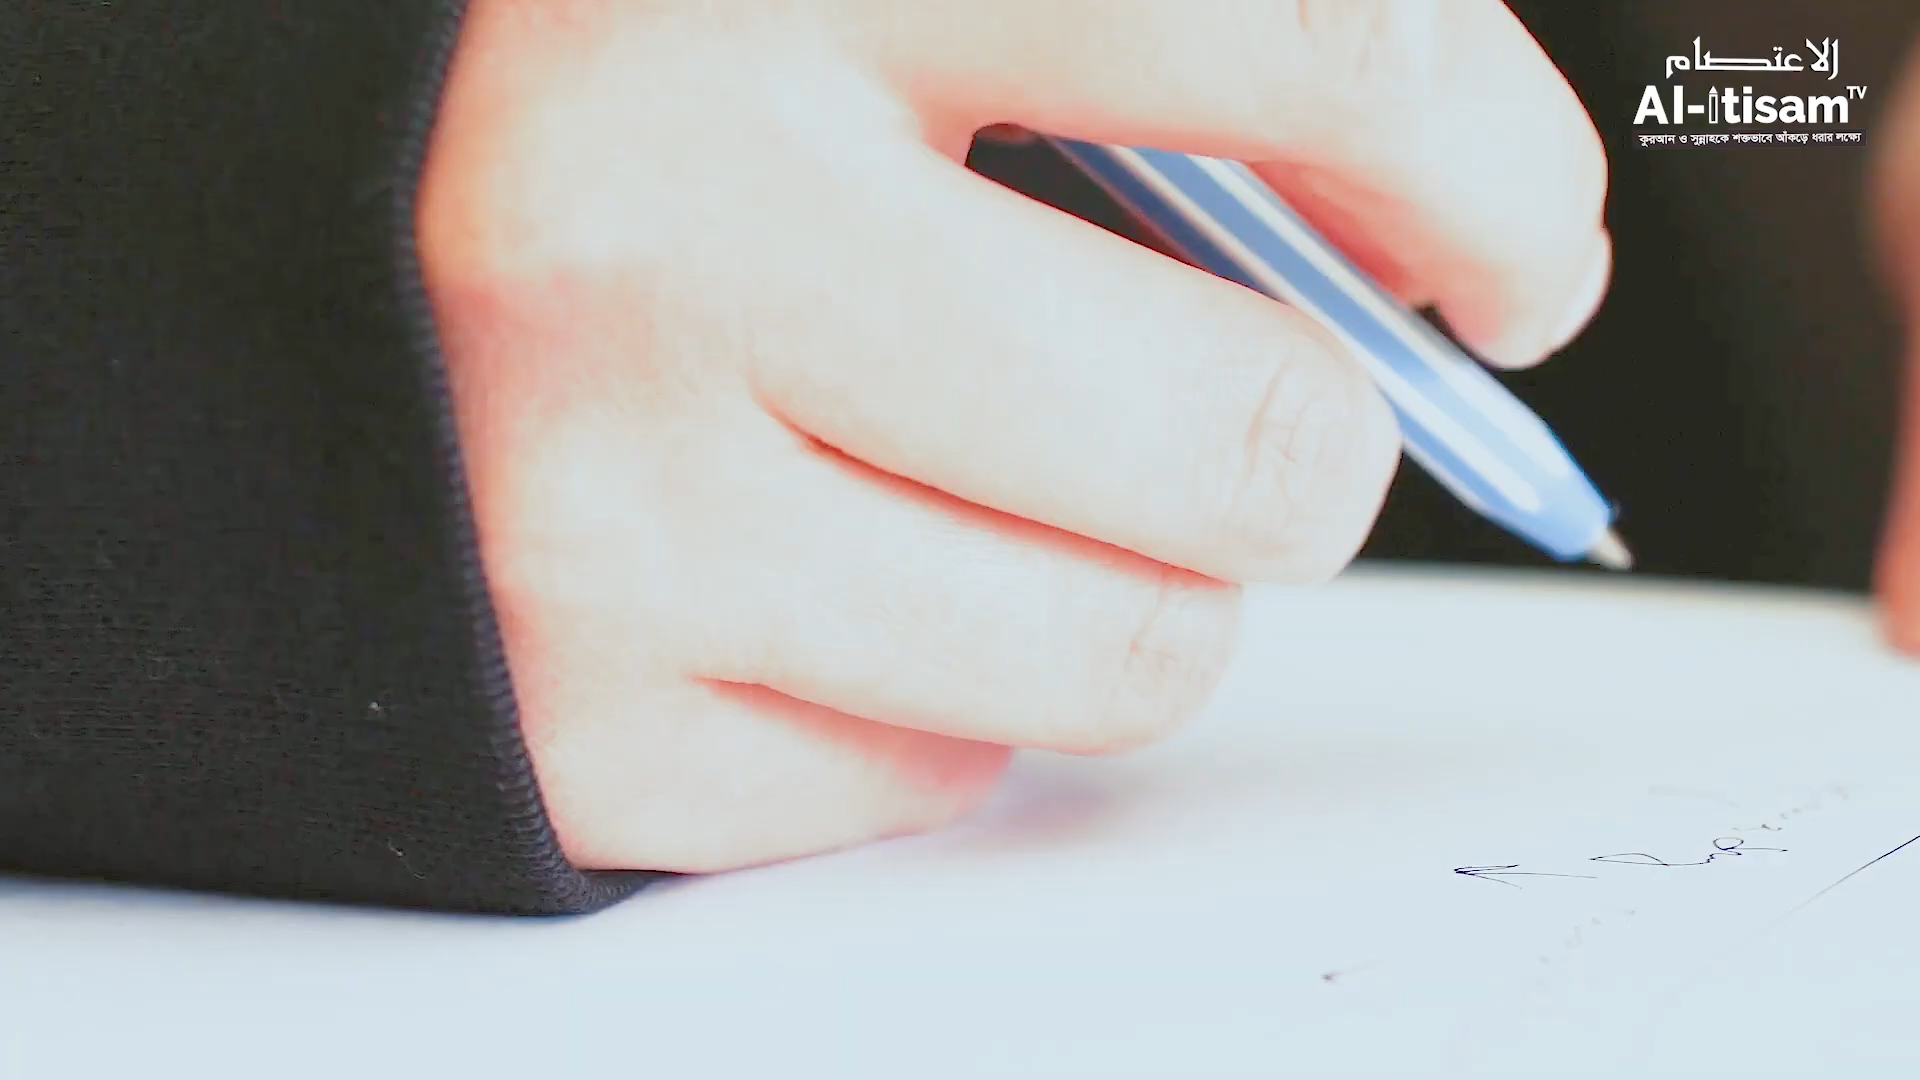 الاعتصام
Al-itisam TV
কুরআন ও সুন্নাহকে শক্তভাবে আঁকড়ে ধরার লক্ষ্যে